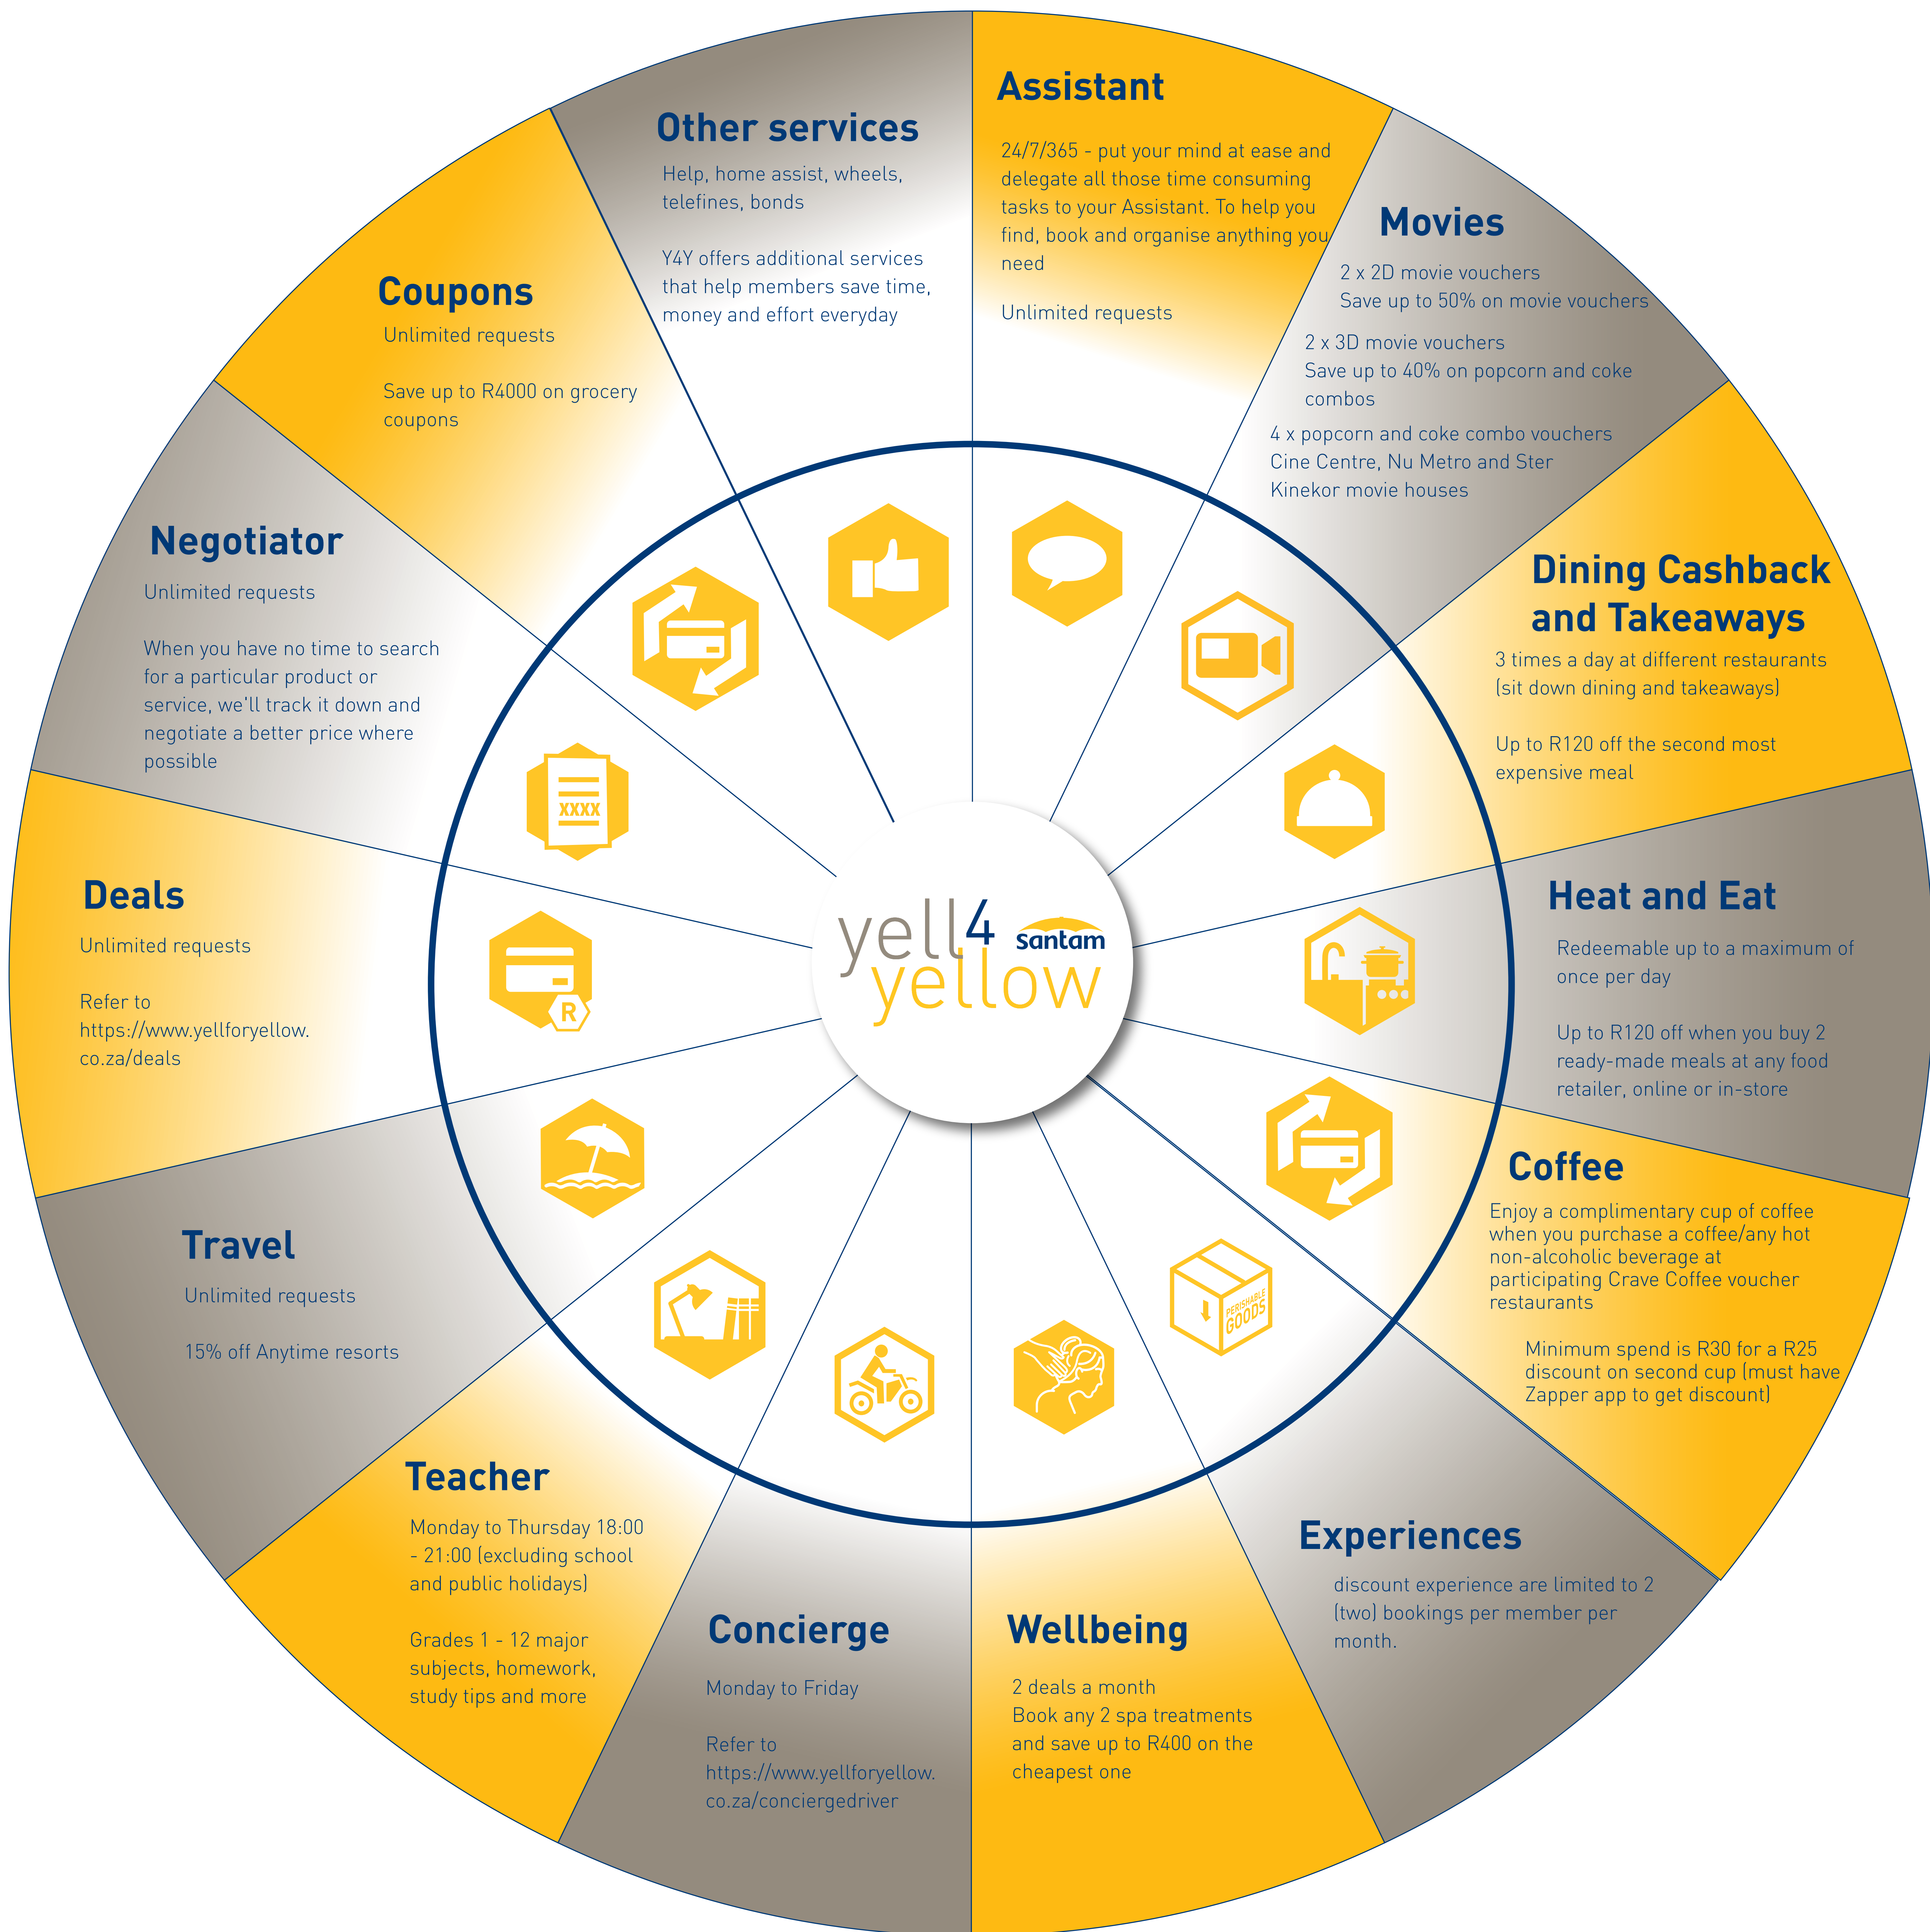 Assistant
24/7/365 - put your mind at ease and
delegate all those time consuming
tasks to your Assistant. To help you
find, book and organise anything you
need
Unlimited requests
Movies
2 x 2D movie vouchers
Save up to 50% on movie vouchers
2 x 3D movie vouchers
Save up to 40% on popcorn and coke
combos
4 x popcorn and coke combo vouchers
Cine Centre, Nu Metro and Ster
Kinekor movie houses
Dining Cashback
and Takeaways
3 times a day at different restaurants
(sit down dining and takeaways)
Up to R120 off the second most
expensive meal
Heat and Eat
Redeemable up to a maximum of
once per day
Up to R120 off when you buy 2
ready-made meals at any food
retailer, online or in-store
Coffee
Enjoy a complimentary cup of coffee
when you purchase a coffee/any hot
non-alcoholic beverage at
participating Crave Coffee voucher
restaurants
Minimum spend is R30 for a R25
discount on second cup (must have
Zapper app to get discount)
Experiences
discount experience are limited to 2
(two) bookings per member per
month.
Wellbeing
2 deals a month
Book any 2 spa treatments
and save up to R400 on the
cheapest one
Concierge
Monday to Friday
Refer to
https://www.yellforyellow.
co.za/conciergedriver
Teacher
Monday to Thursday 18:00
- 21:00 (excluding school
and public holidays)
Grades 1 - 12 major
subjects, homework,
study tips and more
Travel
Unlimited requests
15% off Anytime resorts
Deals
Unlimited requests
Refer to
https://www.yellforyellow.
co.za/deals
Negotiator
Unlimited requests
When you have no time to search
for a particular product or
service, we'll track it down and
negotiate a better price where
possible
Coupons
Unlimited requests
Save up to R4000 on grocery
coupons
Other services
Help, home assist, wheels,
telefines, bonds
Y4Y offers additional services
that help members save time,
money and effort everyday
XXXX
R
PERISHABLE
GOODS
yell4
santam
yellow